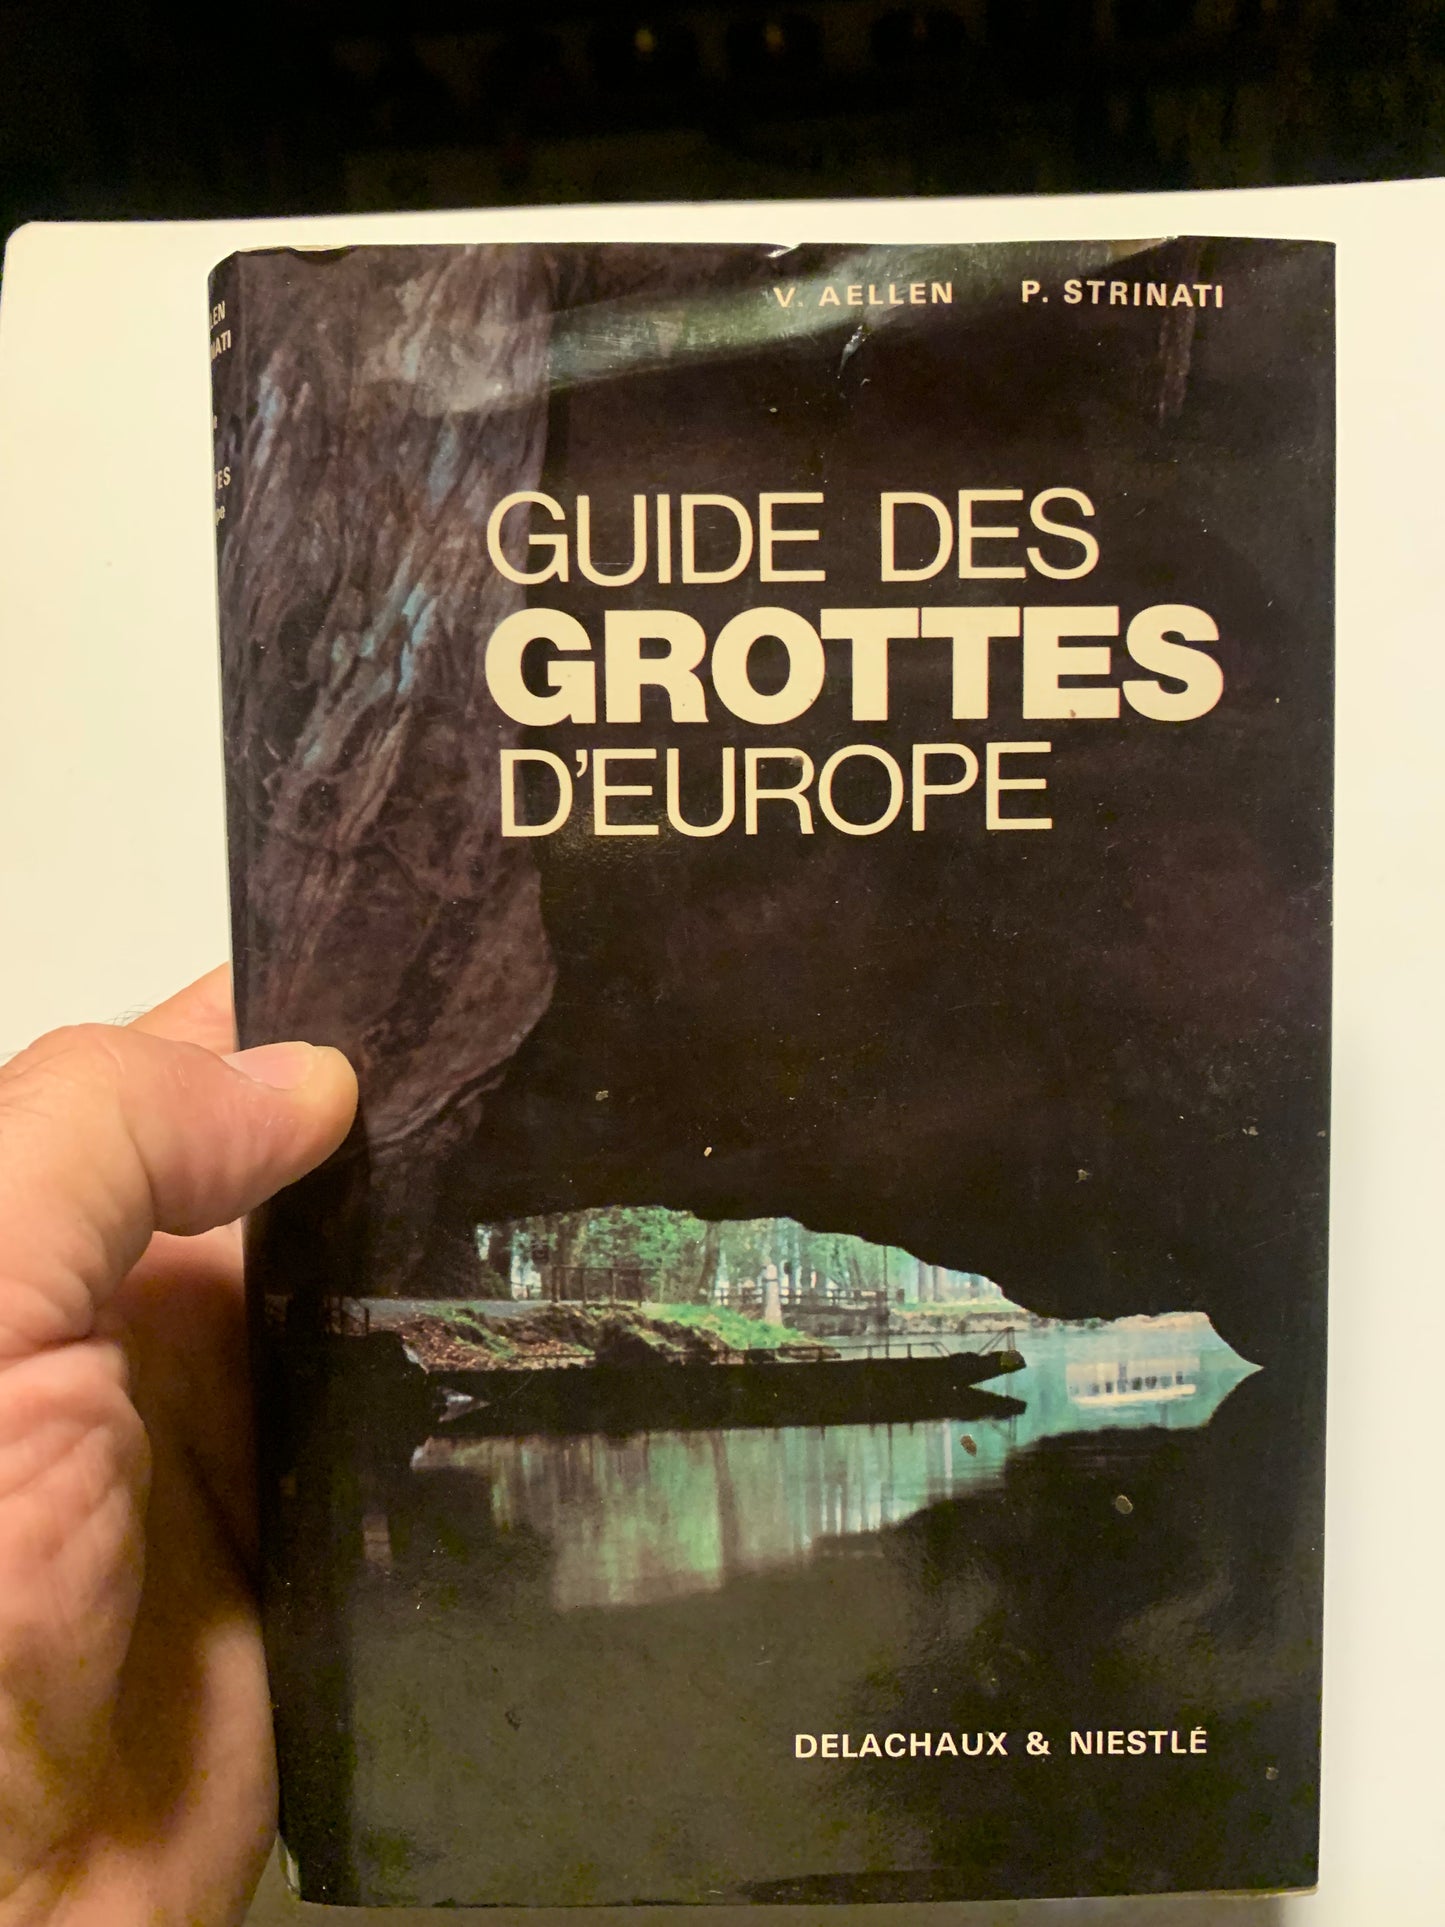 V. AELLEN P. STRINATI
GUIDE DES
GROTTES
D'EUROPE
DELACHAUX & NIESTLÉ